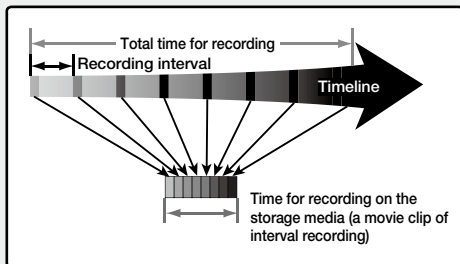 Total time for recording
Recording interval
Timeline
Time for recording on the
storage media (a movie clip of
interval recording)